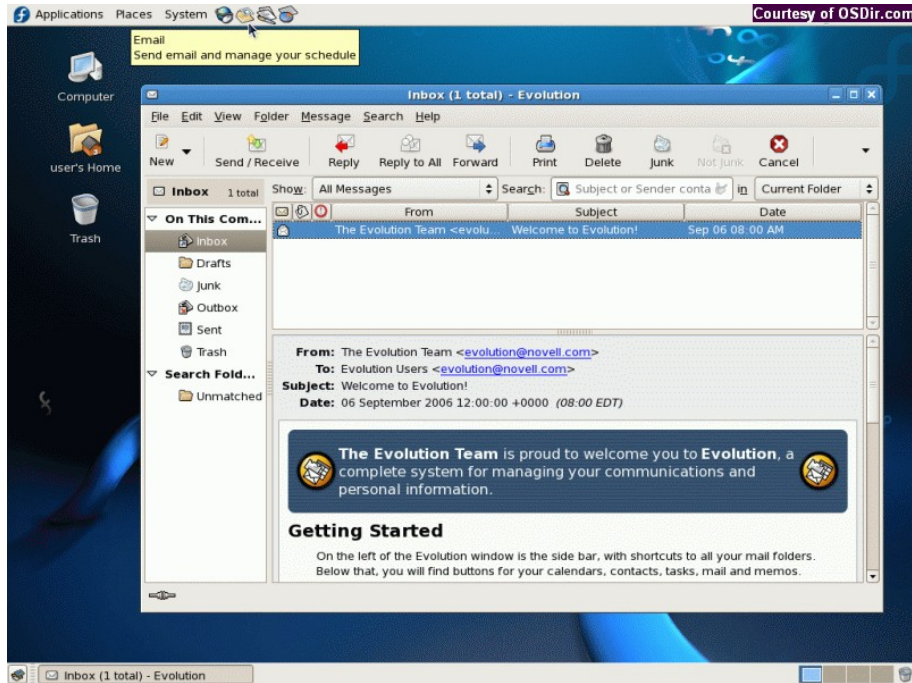 Applications Places System
Courtesy of OSDir.com
Email
Send email and manage your schedule
Computer
user's Home
Trash
Inbox (1 total) - Evolution
File Edit View Folder Message Search Help
New Send / Receive Reply Reply to All Forward Print Delete Junk Not Junk Cancel
Inbox 1 total Show: All Messages Search: Subject or Sender conta in Current Folder
From Subject Date
The Evolution Team <evolu... Welcome to Evolution! Sep 06 08:00 AM
On This Com...
Inbox
Drafts
Junk
Outbox
Sent
Trash
Search Fold...
Unmatched
From: The Evolution Team <evolution@novell.com>
To: Evolution Users <evolution@novell.com>
Subject: Welcome to Evolution!
Date: 06 September 2006 12:00:00 +0000 (08:00 EDT)
The Evolution Team is proud to welcome you to Evolution, a
complete system for managing your communications and
personal information.
Getting Started
On the left of the Evolution window is the side bar, with shortcuts to all your mail folders.
Below that, you will find buttons for your calendars, contacts, tasks, mail and memos.
Inbox (1 total) - Evolution